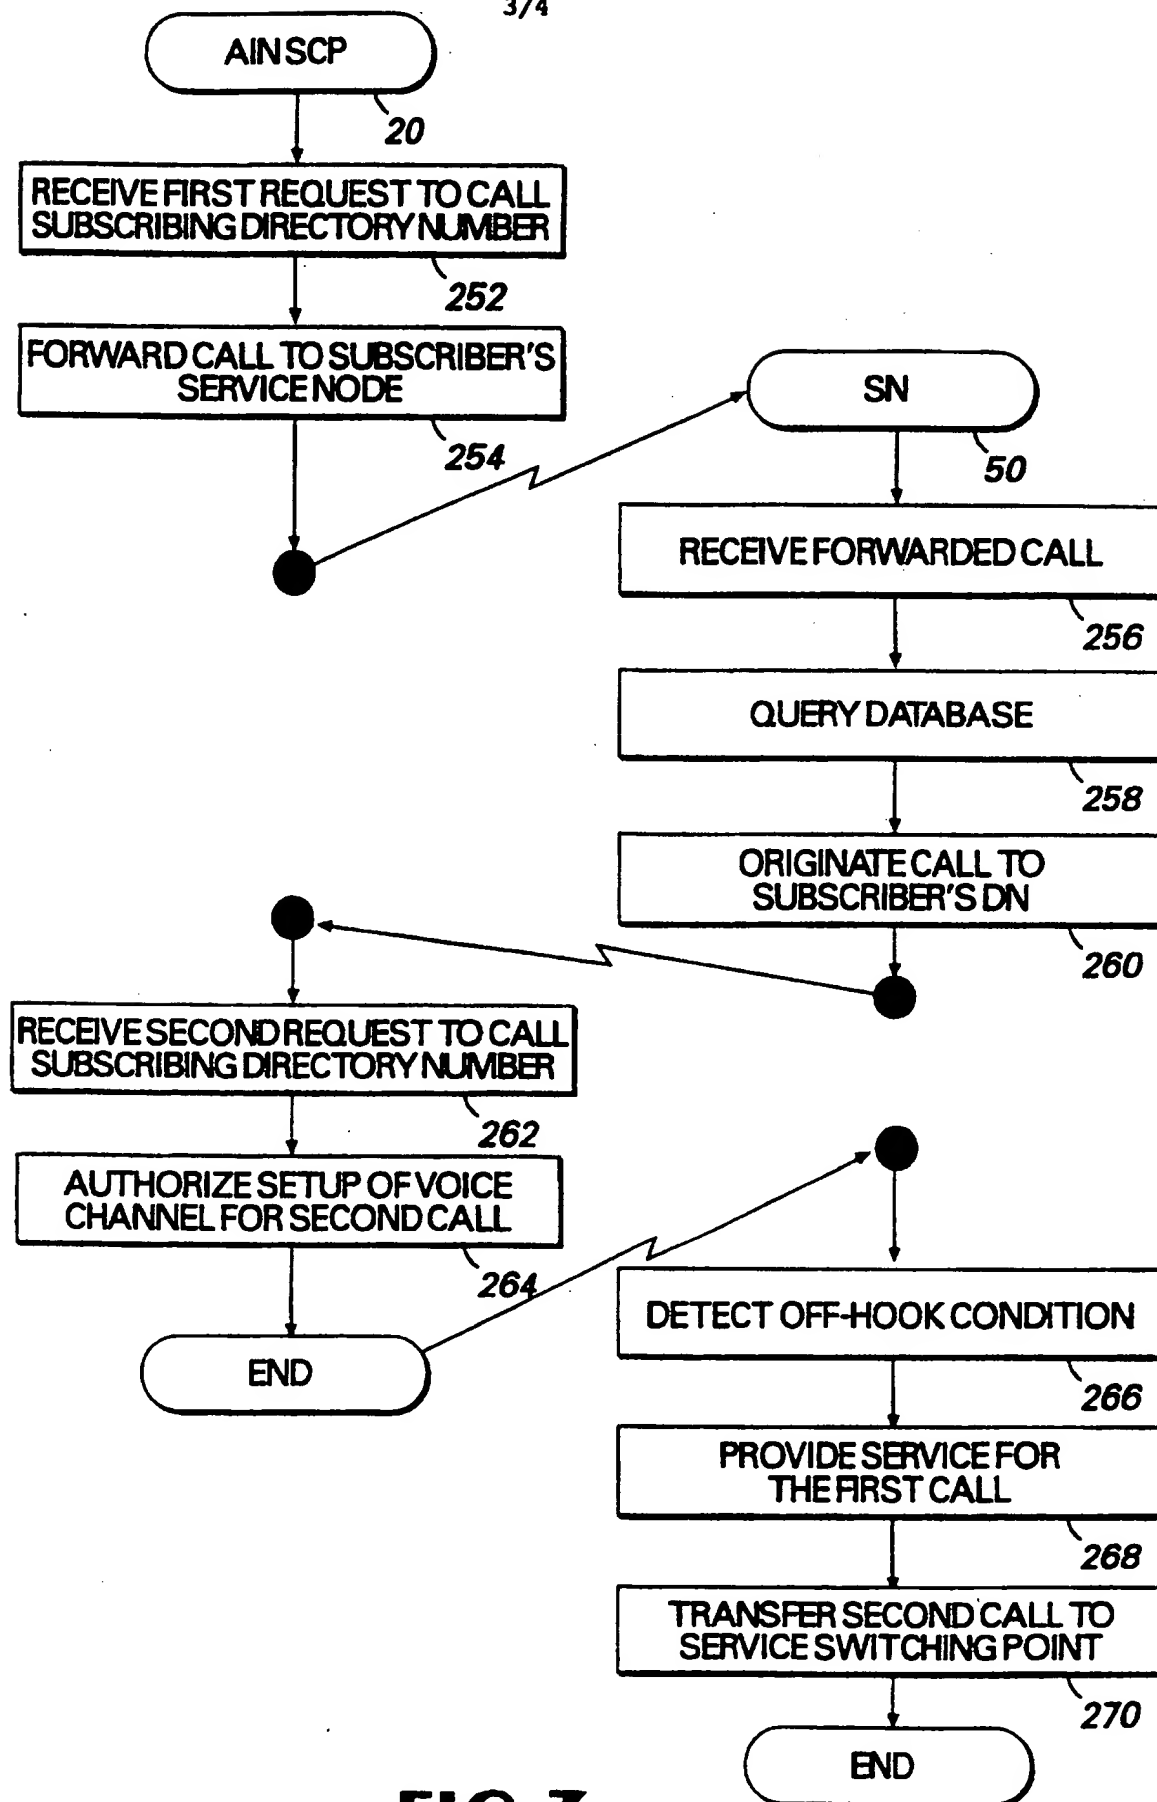 3/4
AIN SCP
20
RECEIVE FIRST REQUEST TO CALL
SUBSCRIBING DIRECTORY NUMBER
252
FORWARD CALL TO SUBSCRIBER'S
SERVICE NODE
254
SN
50
RECEIVE FORWARDED CALL
256
QUERY DATABASE
258
ORIGINATE CALL TO
SUBSCRIBER'S DN
260
RECEIVE SECOND REQUEST TO CALL
SUBSCRIBING DIRECTORY NUMBER
262
AUTHORIZE SETUP OF VOICE
CHANNEL FOR SECOND CALL
264
END
DETECT OFF-HOOK CONDITION
266
PROVIDE SERVICE FOR
THE FIRST CALL
268
TRANSFER SECOND CALL TO
SERVICE SWITCHING POINT
270
END